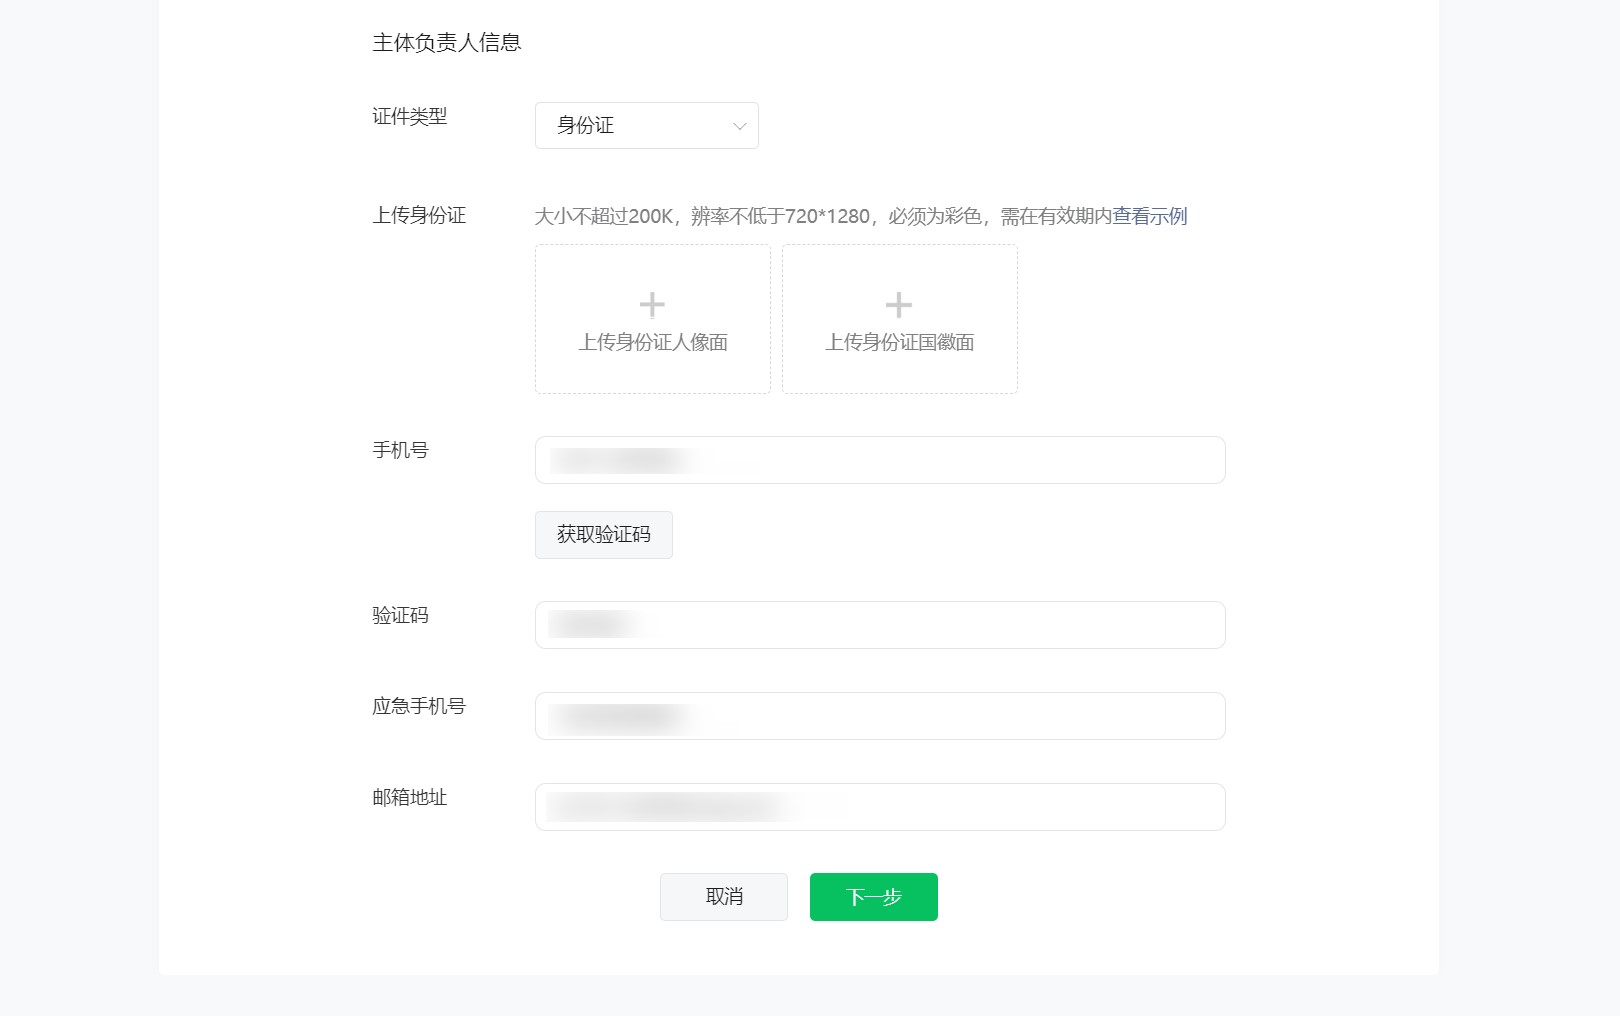 主体负责人信息
证件类型
身份证
上传身份证
大小不超过200K，辨率不低于720*1280，必须为彩色，需在有效期内查看示例
上传身份证人像面
上传身份证国徽面
手机号
获取验证码
验证码
应急手机号
邮箱地址
取消
下一步